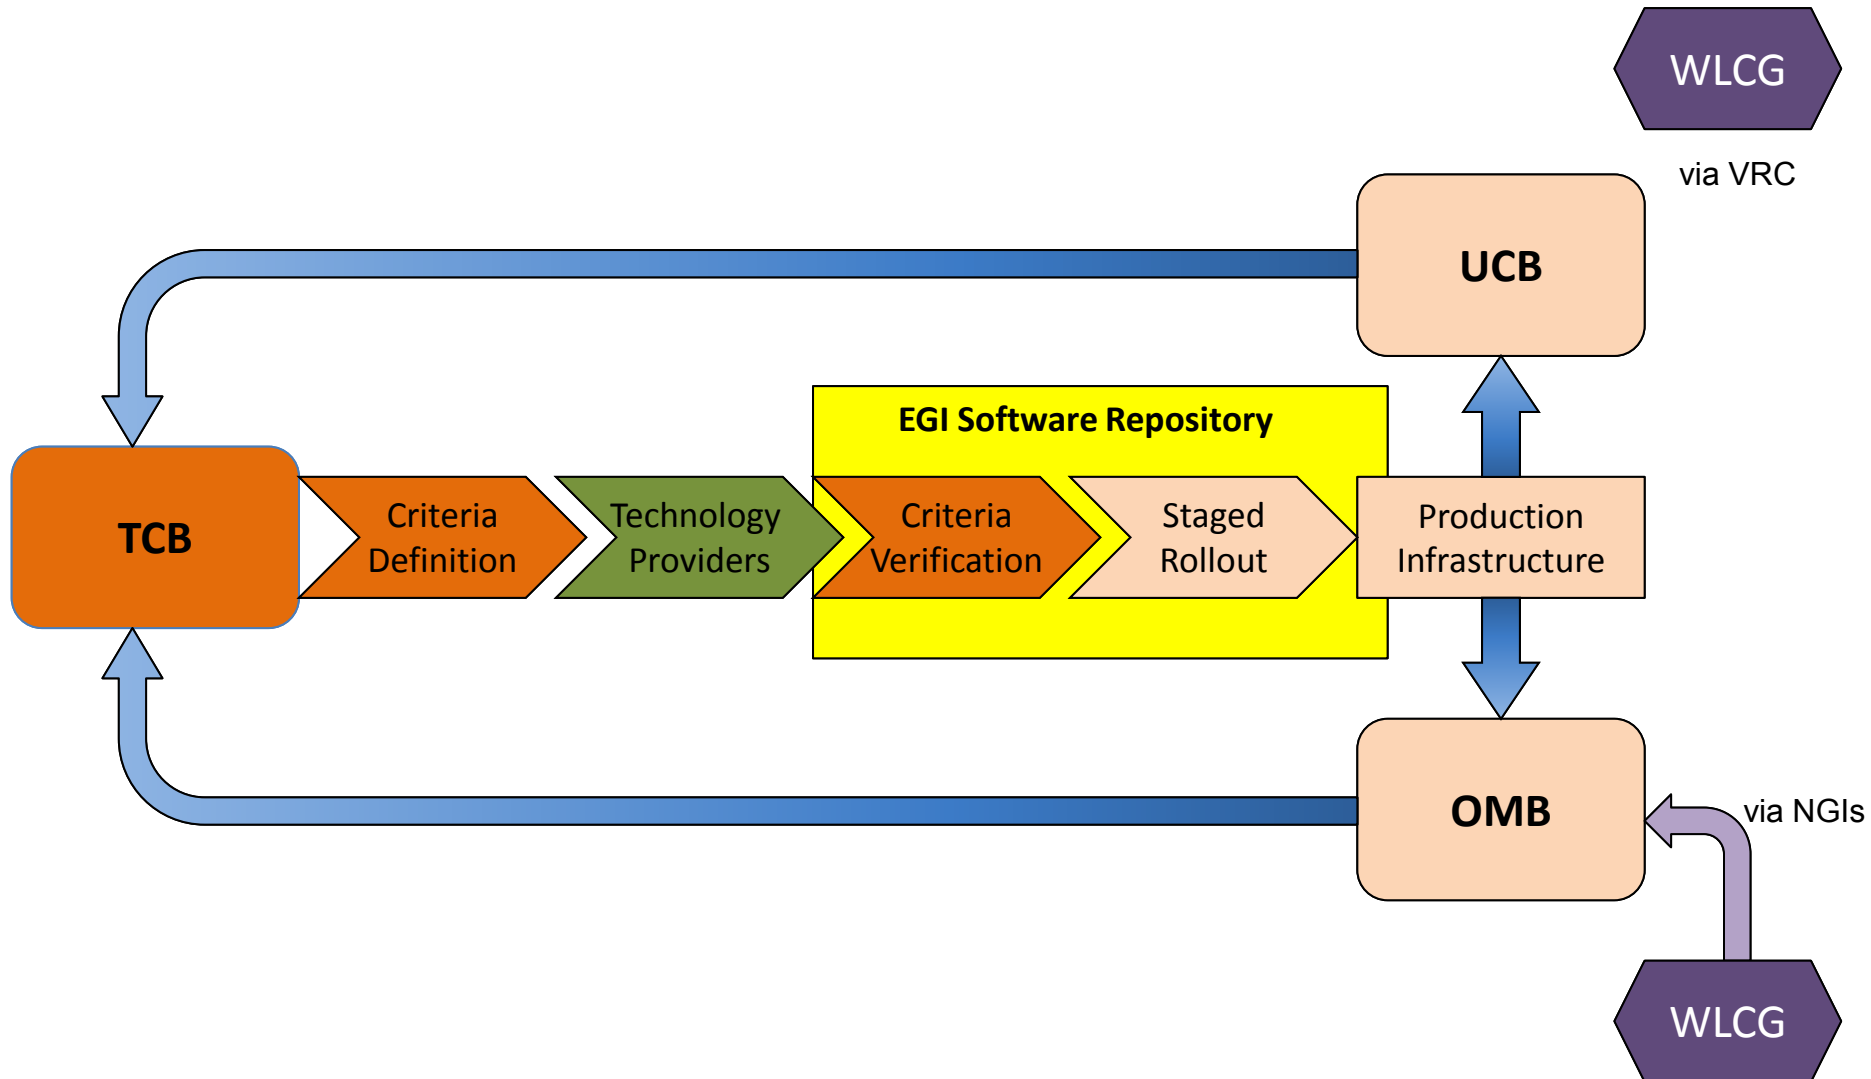 WLCG
via VRC
UCB
EGI Software Repository
TCB
Criteria
Definition
Technology
Providers
Criteria
Verification
Staged
Rollout
Production
Infrastructure
OMB
via NGIs
WLCG